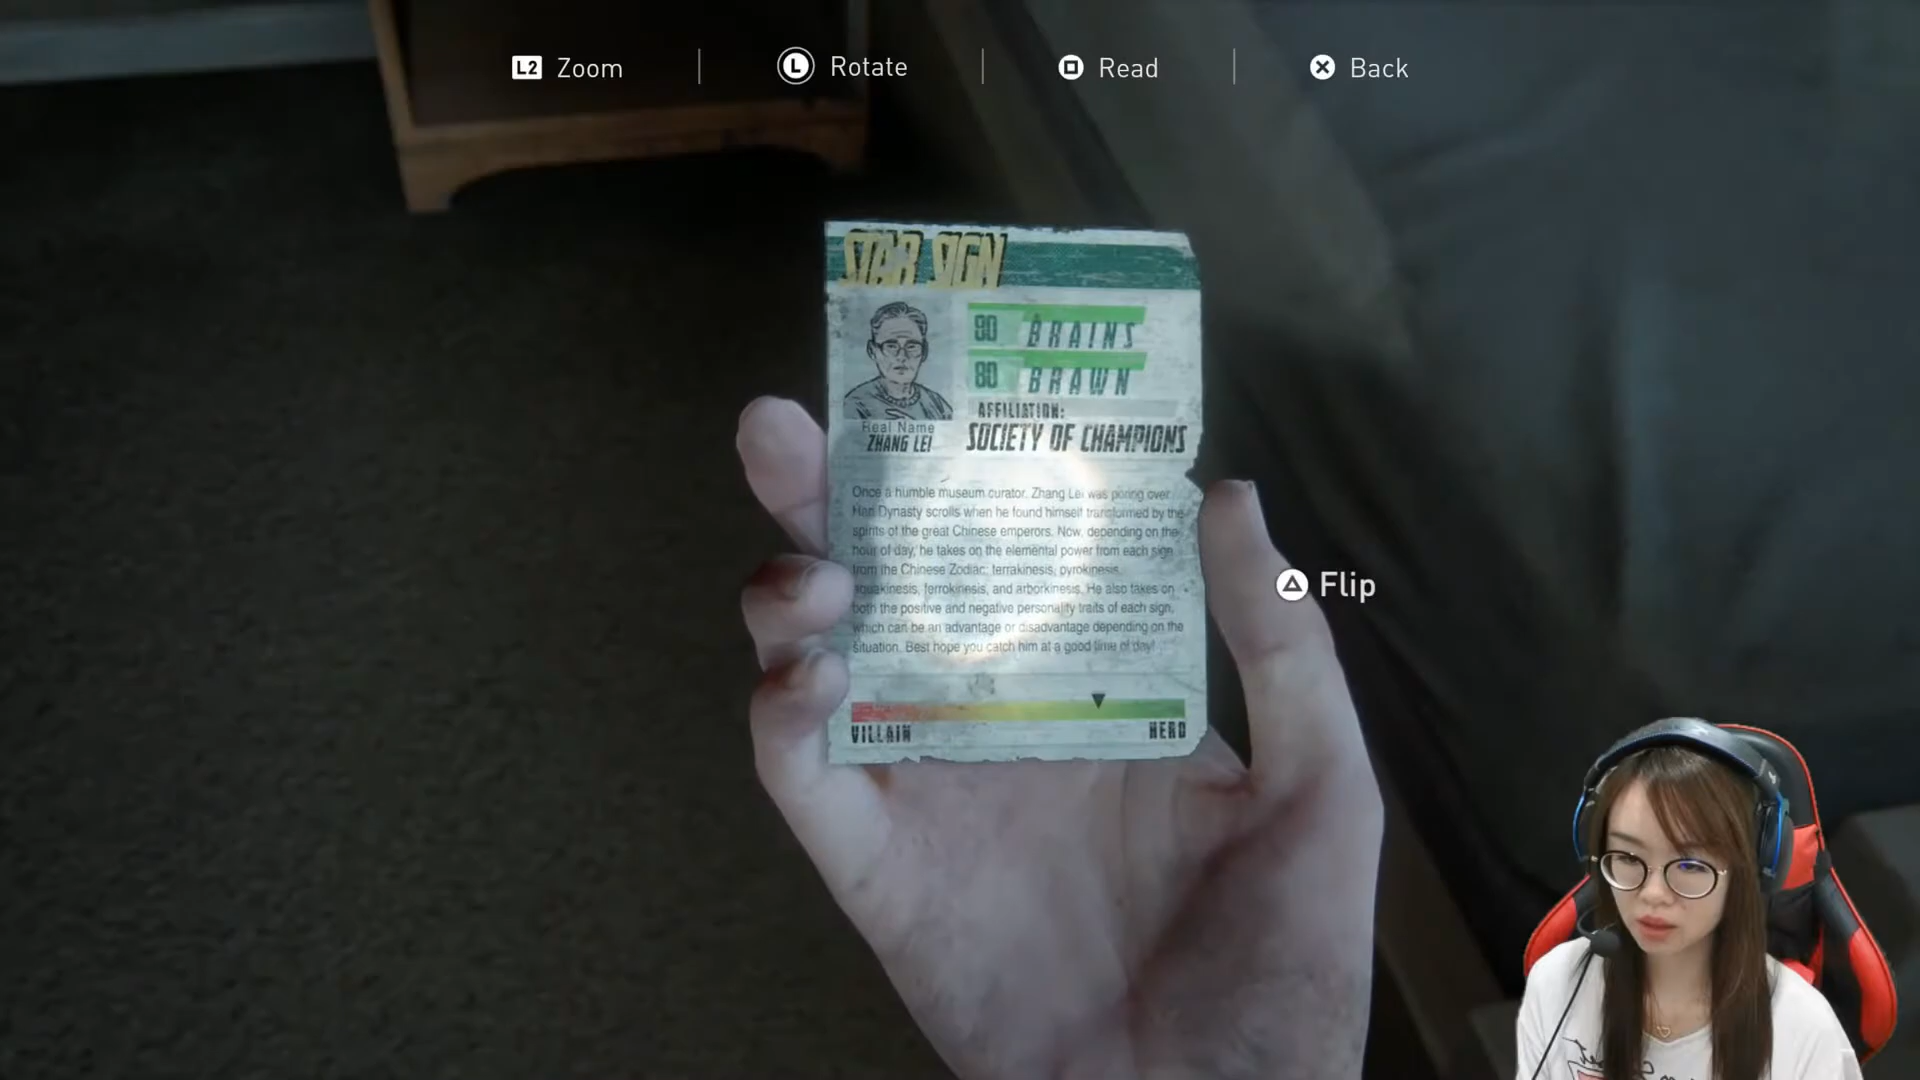 L2 Zoom
L Rotate
Read
Back
STAR SIGN
80 BRAINS
80 BRAWN
AFFILIATION:
SOCIETY OF CHAMPIONS
Real Name
ZHANG LEI
Once a humble museum curator, Zhang Lei was poring over
Han Dynasty scrolls when he found himself transformed by the
spirits of the great Chinese emperors. Now, depending on the
hour of day, he takes on the elemental power from each sign
from the Chinese Zodiac: terrakinesis, pyrokinesis,
aquakinesis, ferrokinesis, and arborkinesis. He also takes on
both the positive and negative personality traits of each sign,
which can be an advantage or disadvantage depending on the
situation. Best hope you catch him at a good time of day!
VILLAIN
HERO
Flip